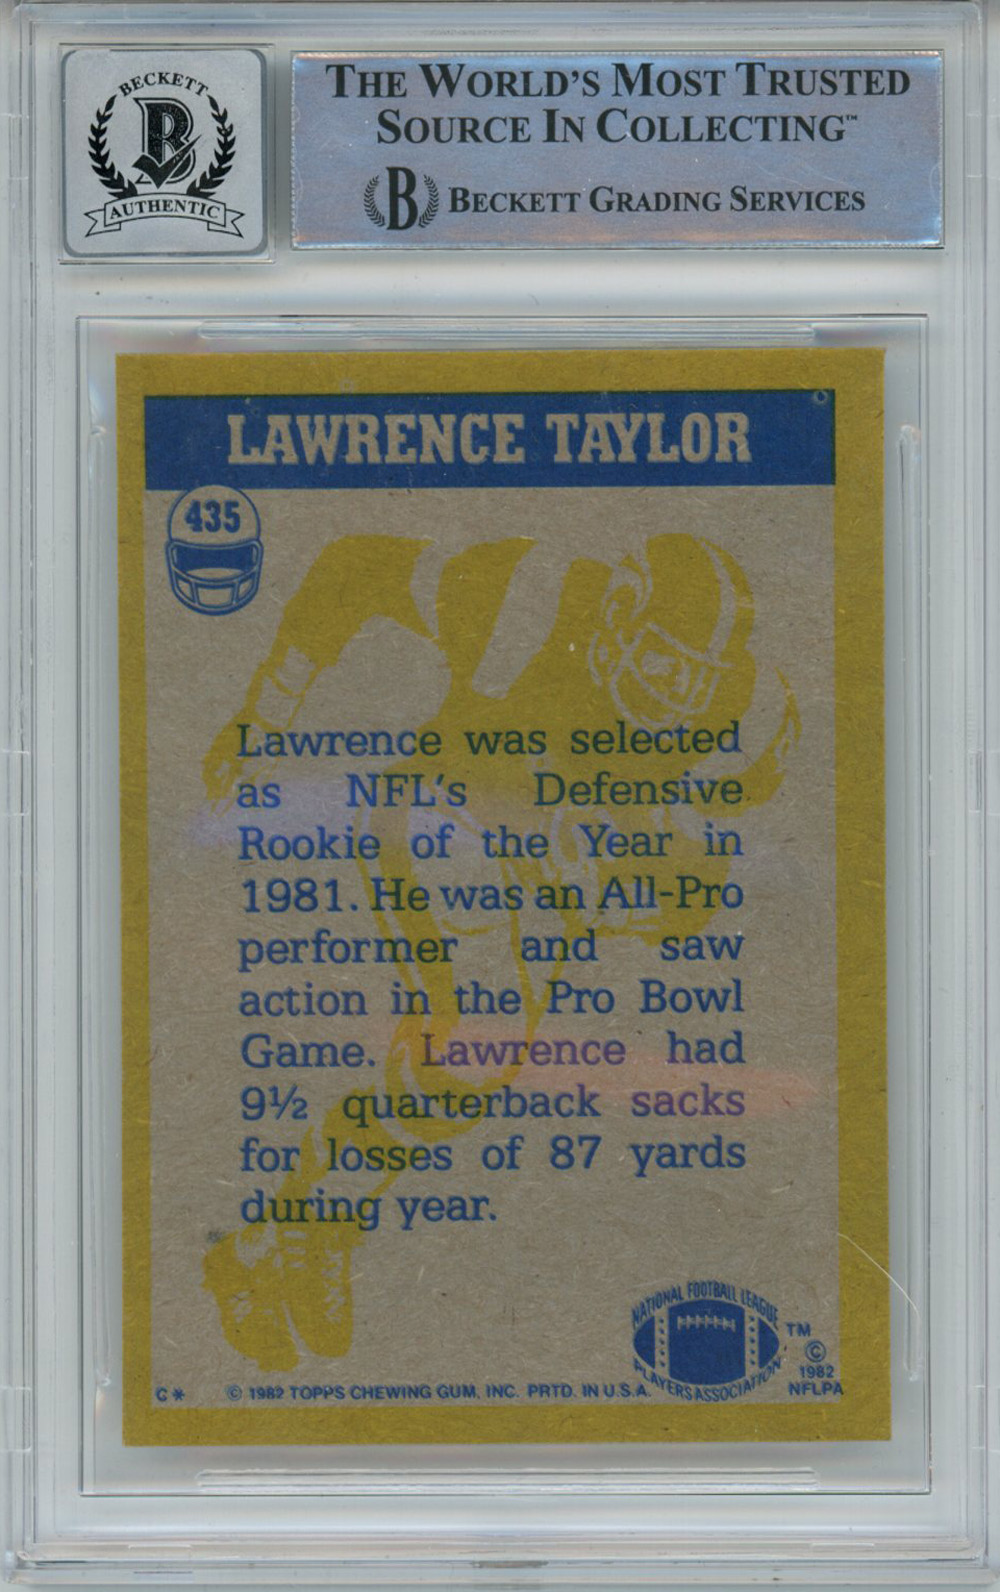 BECKETT
B
AUTHENTIC
THE WORLD'S MOST TRUSTED
SOURCE IN COLLECTING™
B BECKETT GRADING SERVICES
LAWRENCE TAYLOR
435
Lawrence was selected
as NFL's Defensive
Rookie of the Year in
1981. He was an All-Pro
performer and saw
action in the Pro Bowl
Game. Lawrence had
9½ quarterback sacks
for losses of 87 yards
during year.
NATIONAL FOOTBALL LEAGUE
PLAYERS ASSOCIATION
TM
©
1982
NFLPA
C* © 1982 TOPPS CHEWING GUM, INC. PRTD. IN U.S.A.